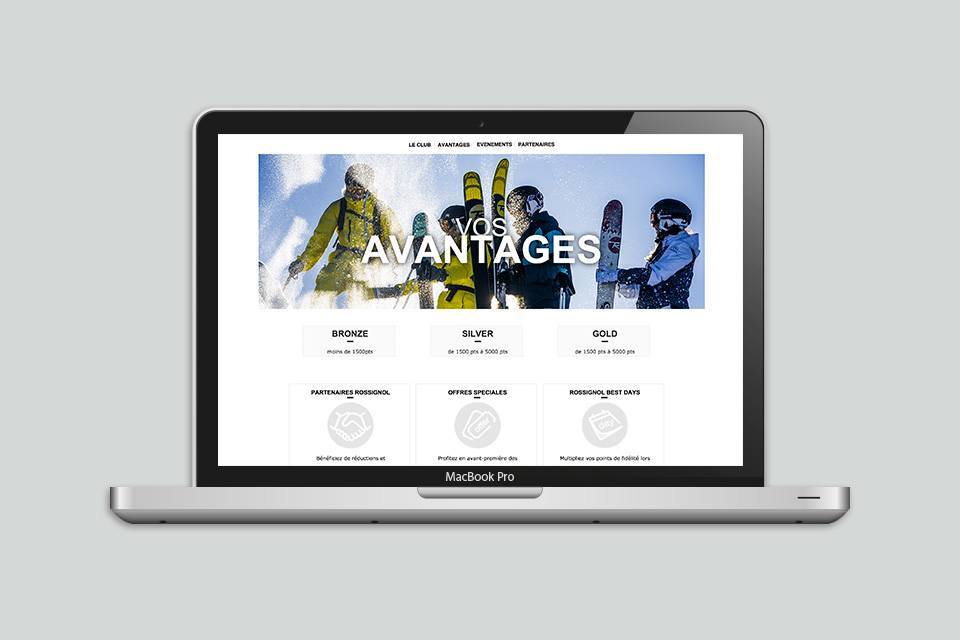 LE CLUB AVANTAGES EVENEMENTS PARTENAIRES
VOS
AVANTAGES
BRONZE
moins de 1500pts
SILVER
de 1500 pts à 5000 pts
GOLD
de 1500 pts à 5000 pts
PARTENAIRES ROSSIGNOL
Bénéficiez de réductions et
OFFRES SPECIALES
offer
Profitez en avant-première des
ROSSIGNOL BEST DAYS
day!
Multipliez vos points de fidélité lors
MacBook Pro